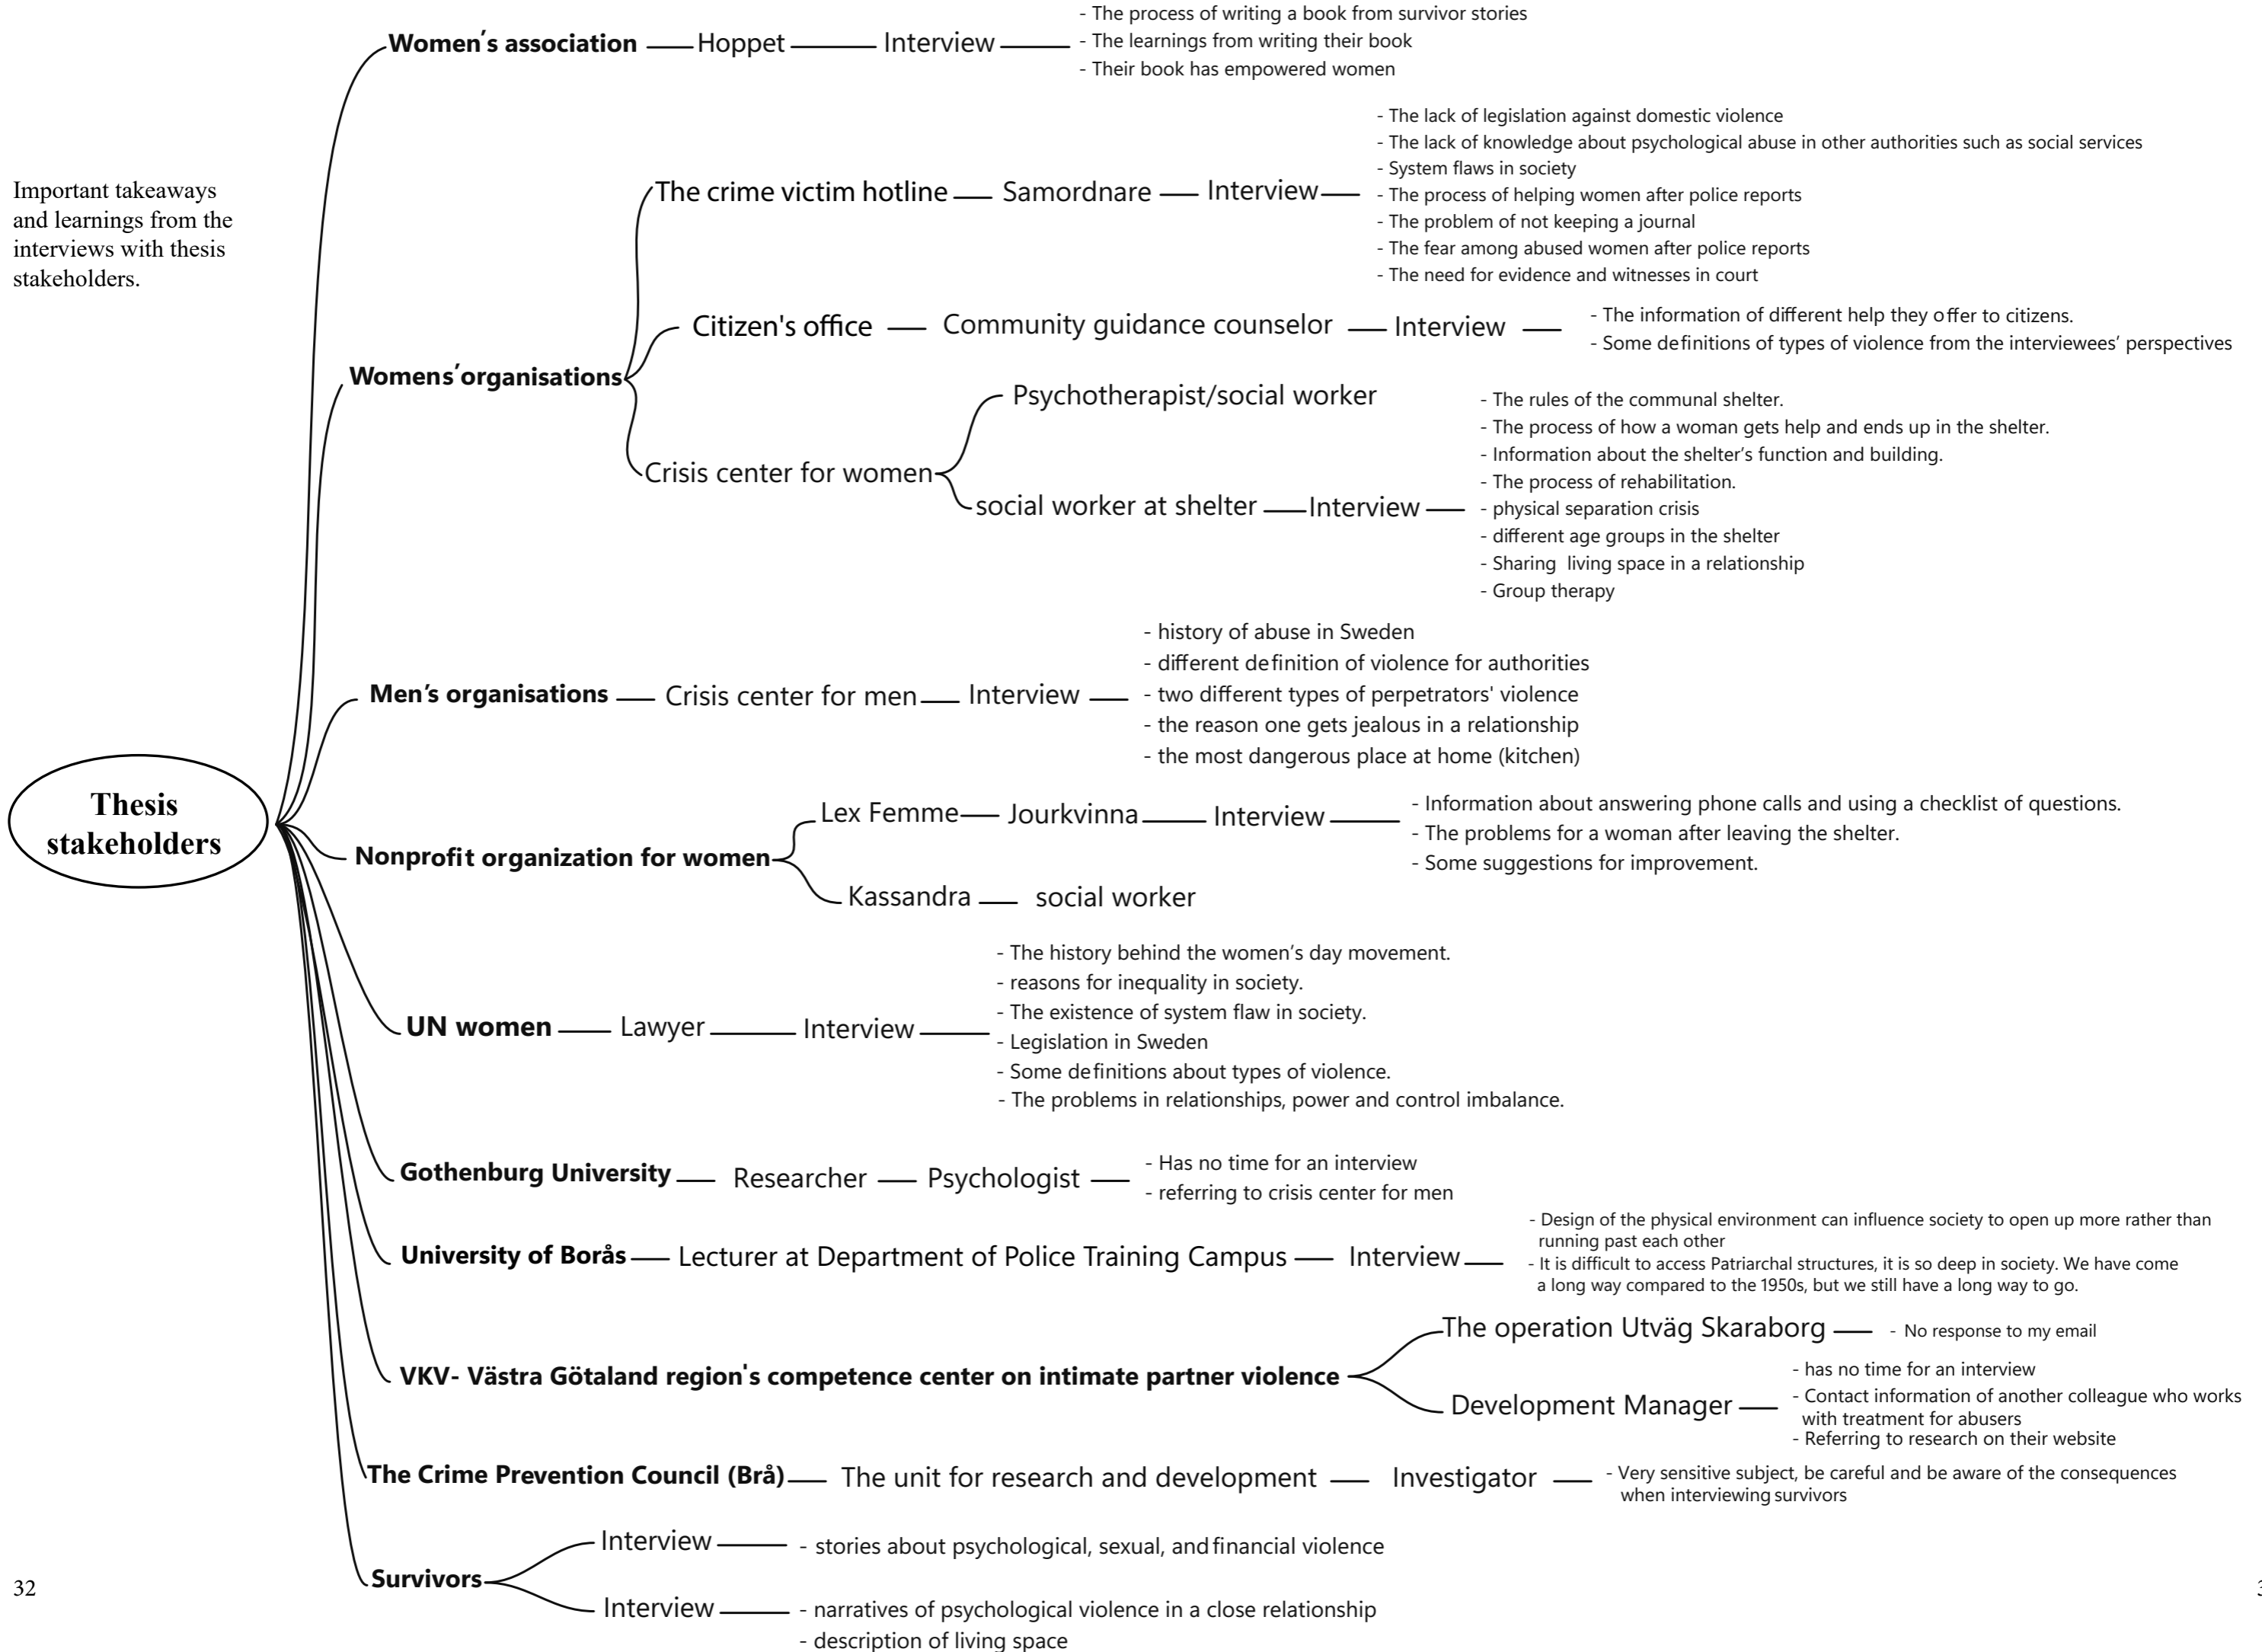 Important takeaways
and learnings from the
interviews with thesis
stakeholders.
Thesis
stakeholders
Women's association
Hoppet
Interview
- The process of writing a book from survivor stories
- The learnings from writing their book
- Their book has empowered women
Womens'organisations
The crime victim hotline
Samordnare
Interview
- The lack of legislation against domestic violence
- The lack of knowledge about psychological abuse in other authorities such as social services
- System flaws in society
- The process of helping women after police reports
- The problem of not keeping a journal
- The fear among abused women after police reports
- The need for evidence and witnesses in court
Citizen's office
Community guidance counselor
Interview
- The information of different help they offer to citizens.
- Some definitions of types of violence from the interviewees' perspectives
Crisis center for women
Psychotherapist/social worker
social worker at shelter
Interview
- The rules of the communal shelter.
- The process of how a woman gets help and ends up in the shelter.
- Information about the shelter's function and building.
- The process of rehabilitation.
- physical separation crisis
- different age groups in the shelter
- Sharing living space in a relationship
- Group therapy
Men's organisations
Crisis center for men
Interview
- history of abuse in Sweden
- different definition of violence for authorities
- two different types of perpetrators' violence
- the reason one gets jealous in a relationship
- the most dangerous place at home (kitchen)
Nonprofit organization for women
Lex Femme
Jourkvinna
Interview
- Information about answering phone calls and using a checklist of questions.
- The problems for a woman after leaving the shelter.
- Some suggestions for improvement.
Kassandra
social worker
UN women
Lawyer
Interview
- The history behind the women's day movement.
- reasons for inequality in society.
- The existence of system flaw in society.
- Legislation in Sweden
- Some definitions about types of violence.
- The problems in relationships, power and control imbalance.
Gothenburg University
Researcher
Psychologist
- Has no time for an interview
- referring to crisis center for men
University of Borås
Lecturer at Department of Police Training Campus
Interview
- Design of the physical environment can influence society to open up more rather than
running past each other
- It is difficult to access Patriarchal structures, it is so deep in society. We have come
a long way compared to the 1950s, but we still have a long way to go.
VKV- Västra Götaland region's competence center on intimate partner violence
The operation Utväg Skaraborg
- No response to my email
Development Manager
- has no time for an interview
- Contact information of another colleague who works
with treatment for abusers
- Referring to research on their website
The Crime Prevention Council (Brå)
The unit for research and development
Investigator
- Very sensitive subject, be careful and be aware of the consequences
when interviewing survivors
Survivors
Interview
- stories about psychological, sexual, and financial violence
Interview
- narratives of psychological violence in a close relationship
- description of living space
32